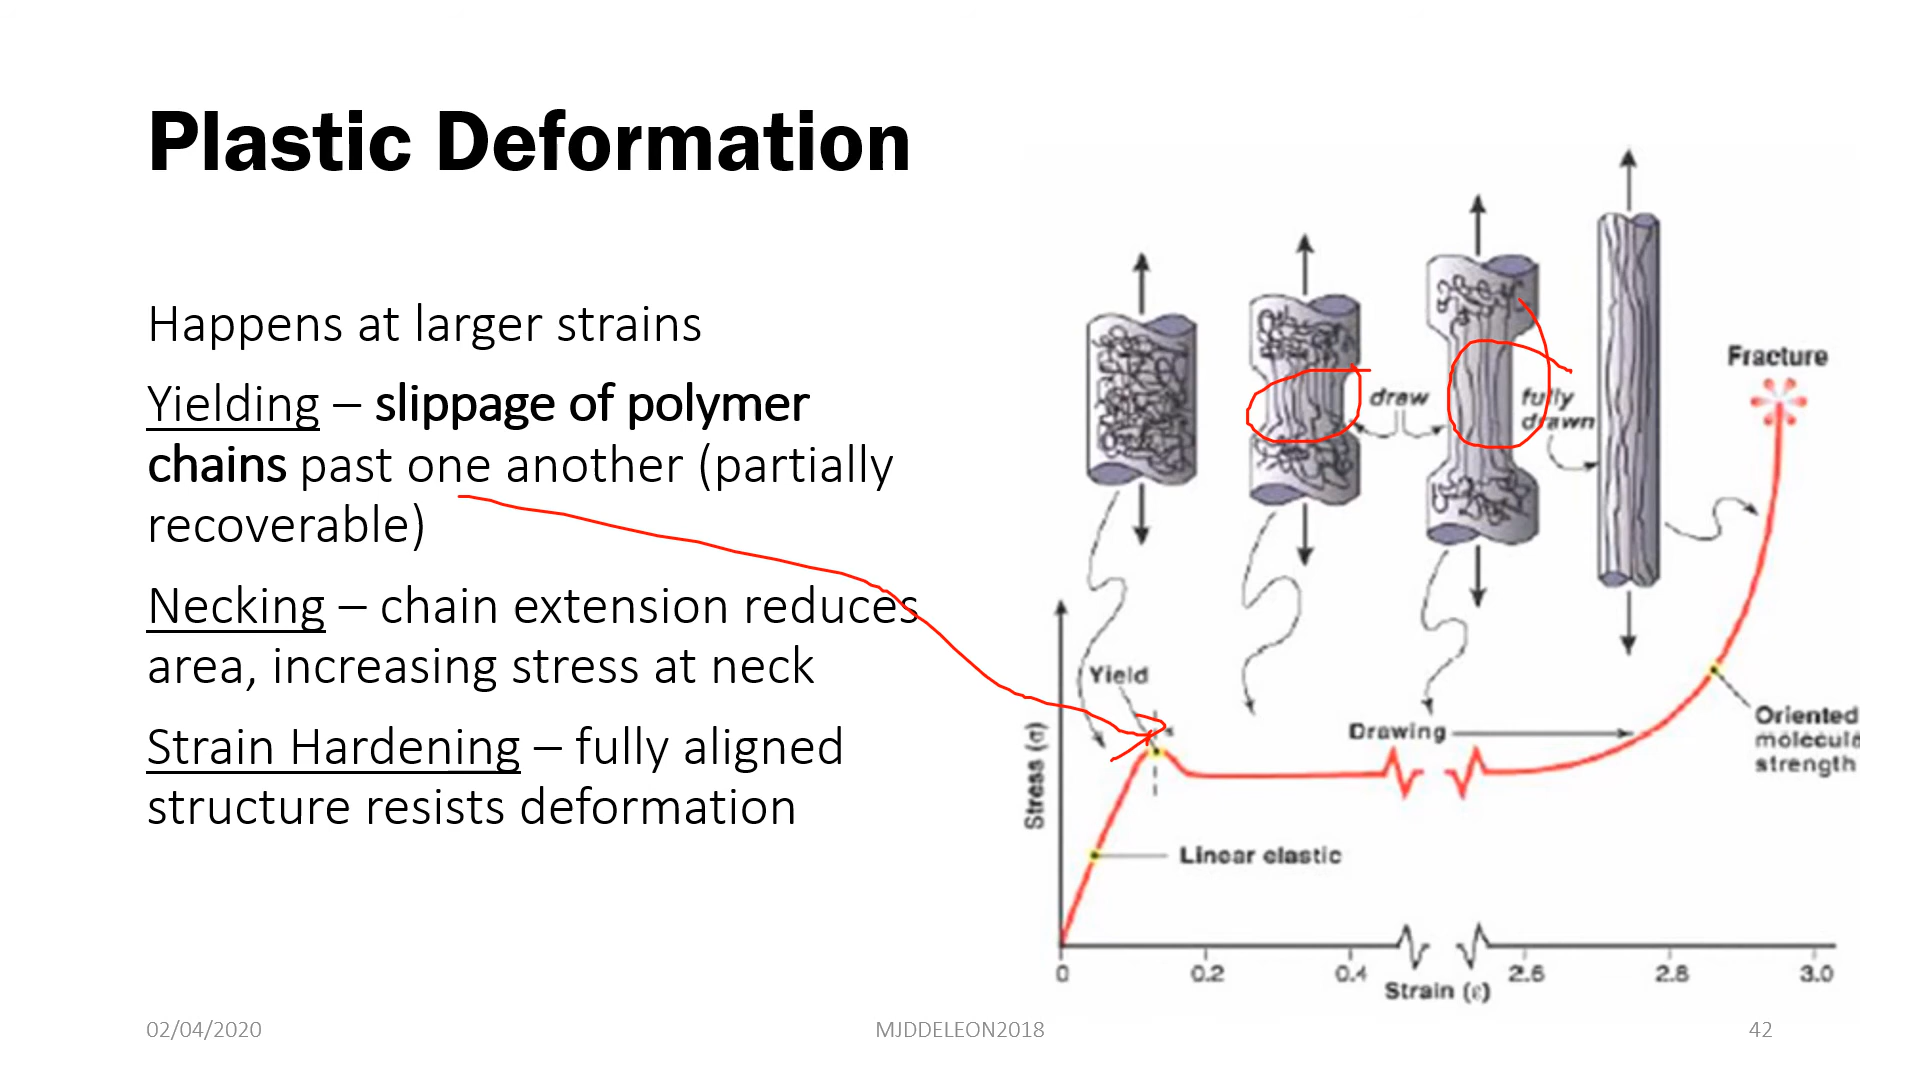 Plastic Deformation
Happens at larger strains
Yielding – slippage of polymer
chains past one another (partially
recoverable)
Necking – chain extension reduces
area, increasing stress at neck
Strain Hardening – fully aligned
structure resists deformation
draw
fully
drawn
Fracture
Yield
Drawing
Oriented
molecula
strength
Linear elastic
Stress (σ)
0 0.2 0.4 2.6 2.8 3.0
Strain (ε)
02/04/2020 MJDDELEON2018 42